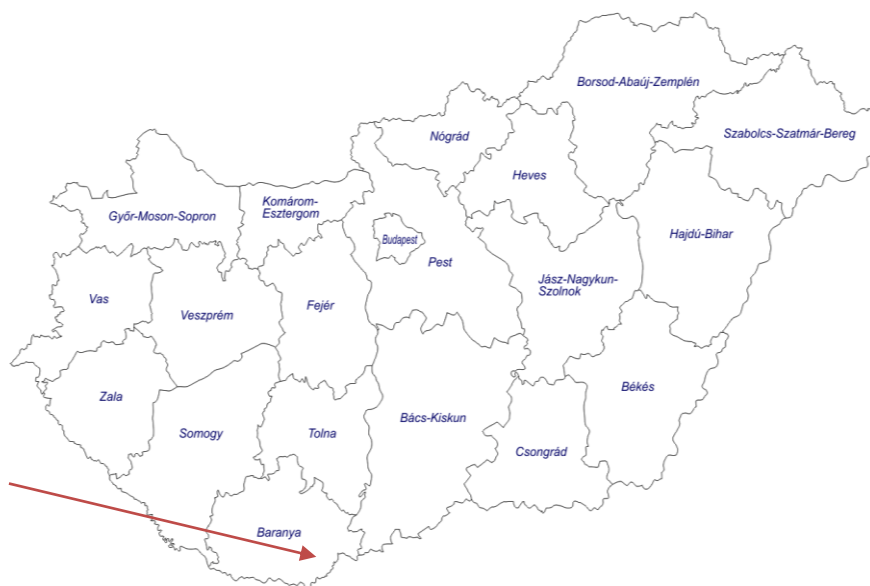 Borsod-Abaúj-Zemplén
Szabolcs-Szatmár-Bereg
Nógrád
Heves
Komárom-
Esztergom
Győr-Moson-Sopron
Hajdú-Bihar
Budapest
Pest
Jász-Nagykun-
Szolnok
Vas
Veszprém
Fejér
Békés
Zala
Bács-Kiskun
Somogy
Tolna
Csongrád
Baranya